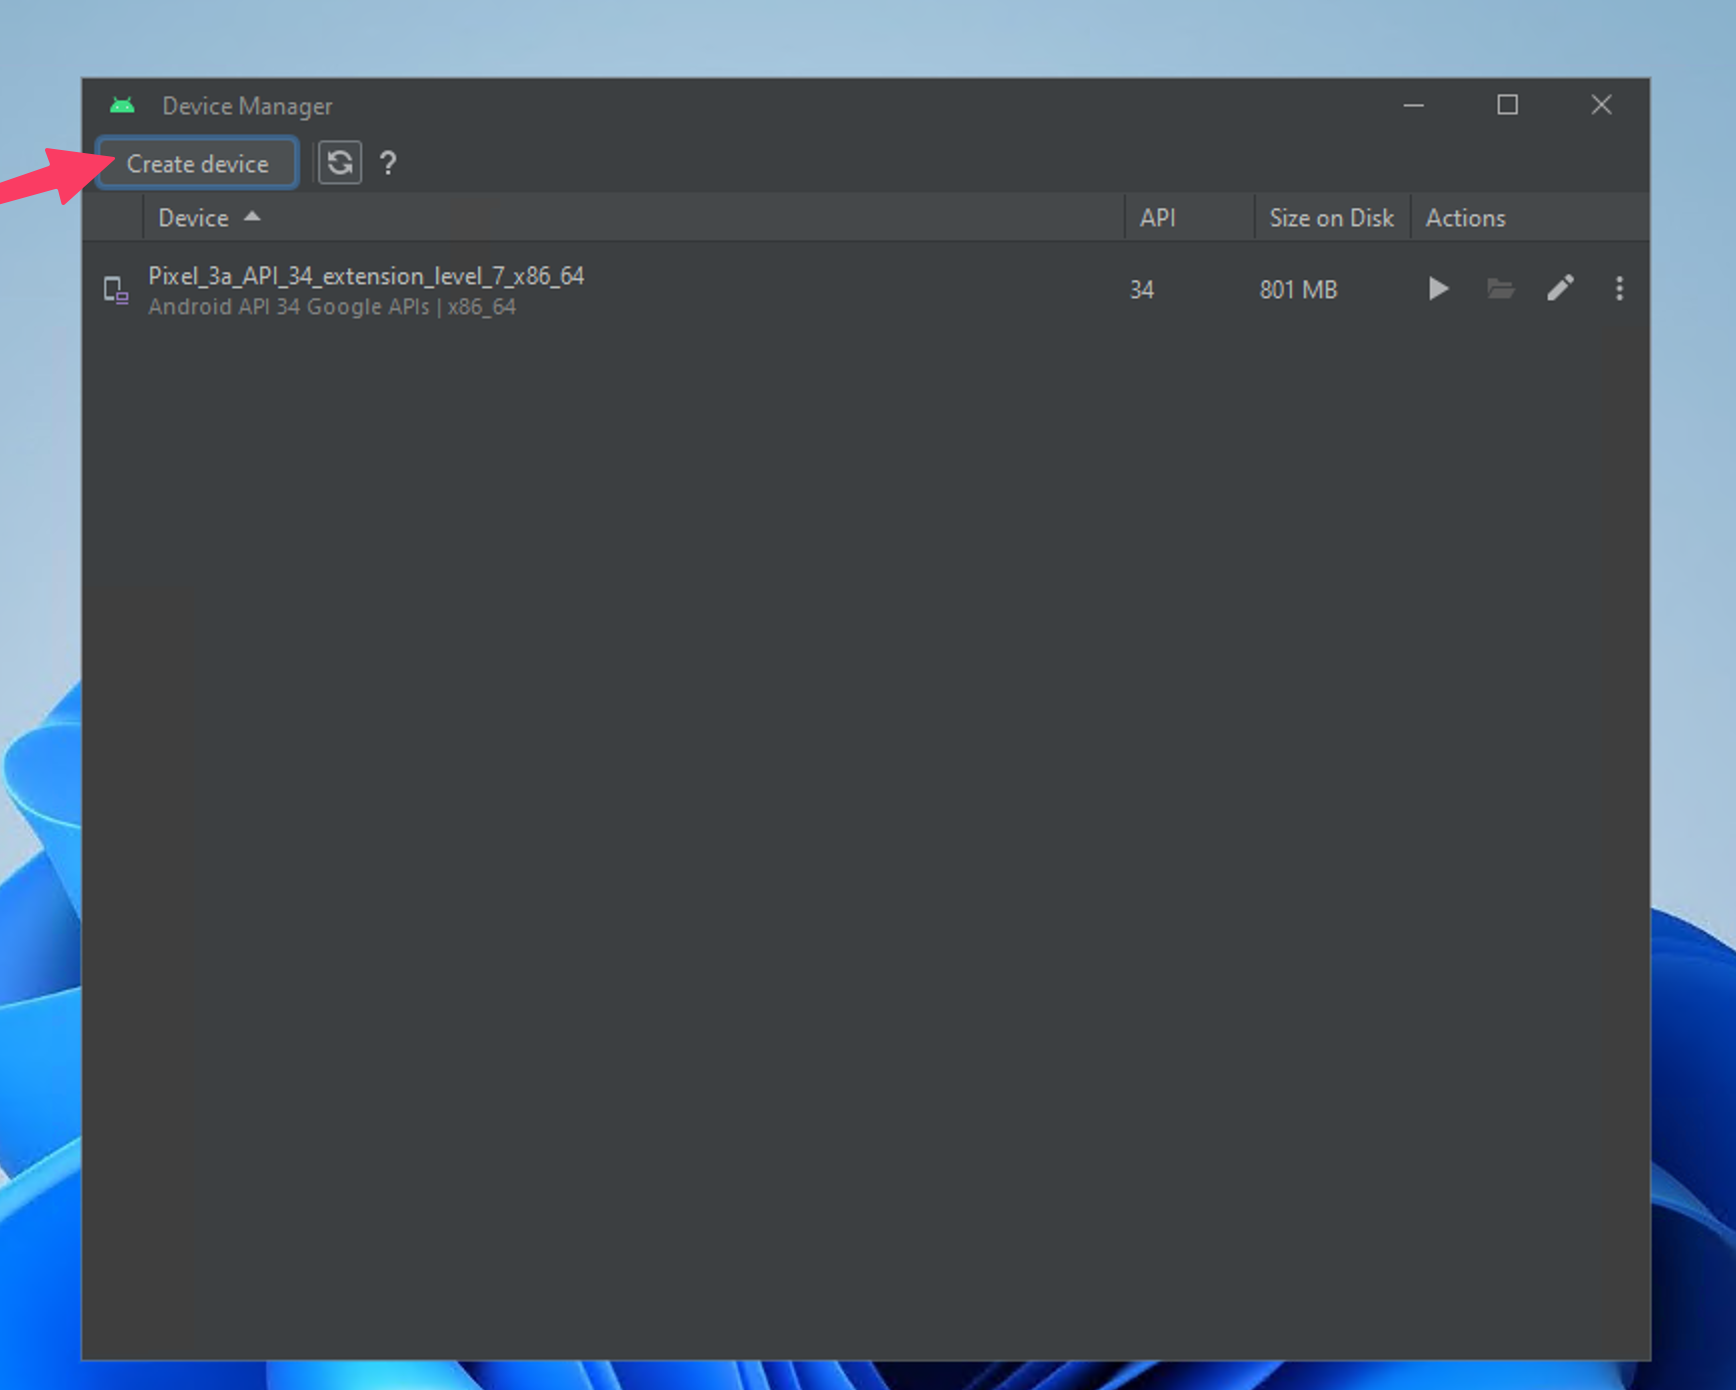 Device Manager
Create device ?
Device API Size on Disk Actions
Pixel_3a_API_34_extension_level_7_x86_64
Android API 34 Google APIs | x86_64
34 801 MB